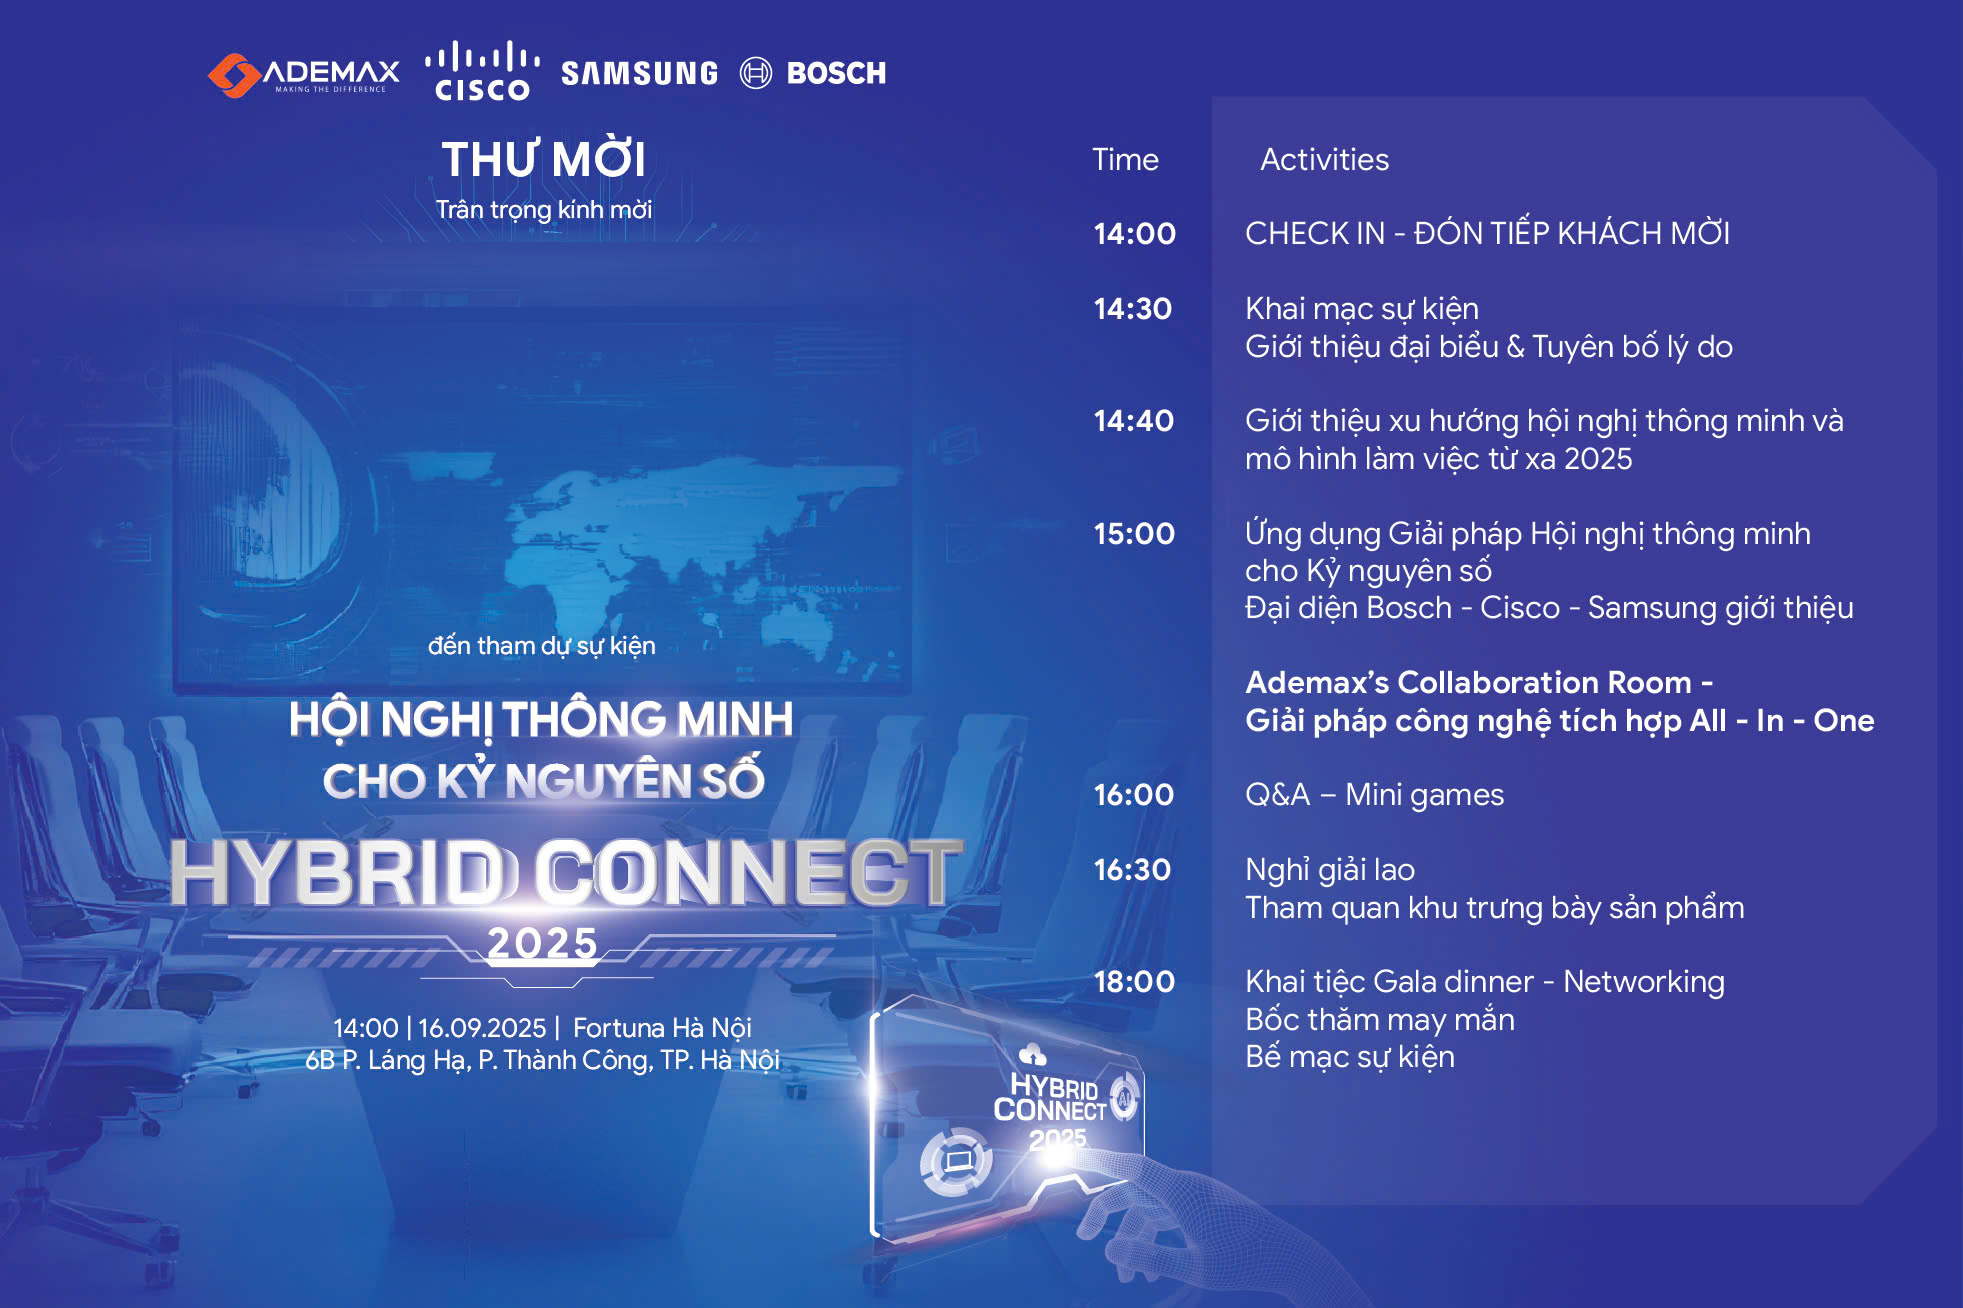 ADEMAX
MAKING THE DIFFERENCE
CISCO
SAMSUNG
BOSCH
THƯ MỜI
Trân trọng kính mời
đến tham dự sự kiện
HỘI NGHỊ THÔNG MINH
CHO KỶ NGUYÊN SỐ
HYBRID CONNECT
2025
14:00 | 16.09.2025 | Fortuna Hà Nội
6B P. Láng Hạ, P. Thành Công, TP. Hà Nội
Time Activities
14:00 CHECK IN - ĐÓN TIẾP KHÁCH MỜI
14:30 Khai mạc sự kiện
Giới thiệu đại biểu & Tuyên bố lý do
14:40 Giới thiệu xu hướng hội nghị thông minh và
mô hình làm việc từ xa 2025
15:00 Ứng dụng Giải pháp Hội nghị thông minh
cho Kỷ nguyên số
Đại diện Bosch - Cisco - Samsung giới thiệu
Ademax's Collaboration Room -
Giải pháp công nghệ tích hợp All - In - One
16:00 Q&A – Mini games
16:30 Nghỉ giải lao
Tham quan khu trưng bày sản phẩm
18:00 Khai tiệc Gala dinner - Networking
Bốc thăm may mắn
Bế mạc sự kiện
HYBRID
CONNECT
2025
AI